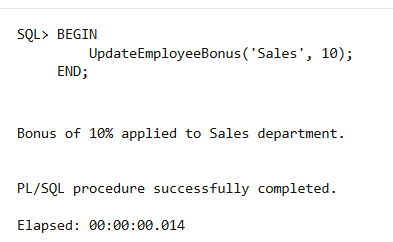 SQL> BEGIN
         UpdateEmployeeBonus('Sales', 10);
     END;
Bonus of 10% applied to Sales department.
PL/SQL procedure successfully completed.
Elapsed: 00:00:00.014